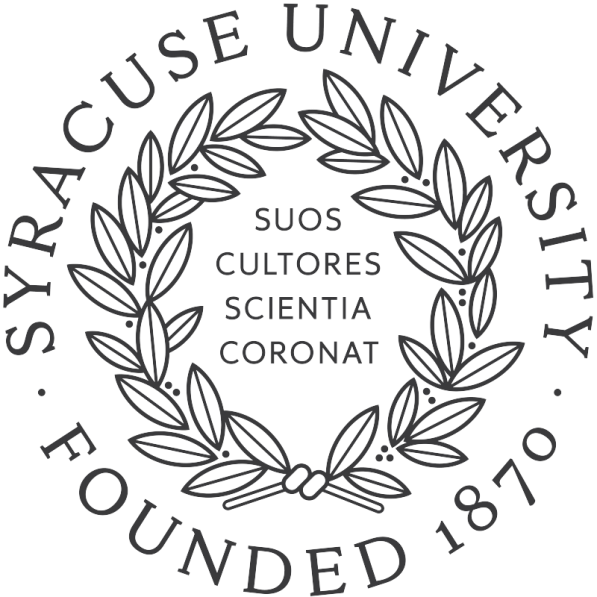 SYRACUSE UNIVERSITY
SUOS
CULTORES
SCIENTIA
CORONAT
· FOUNDED 1870 ·